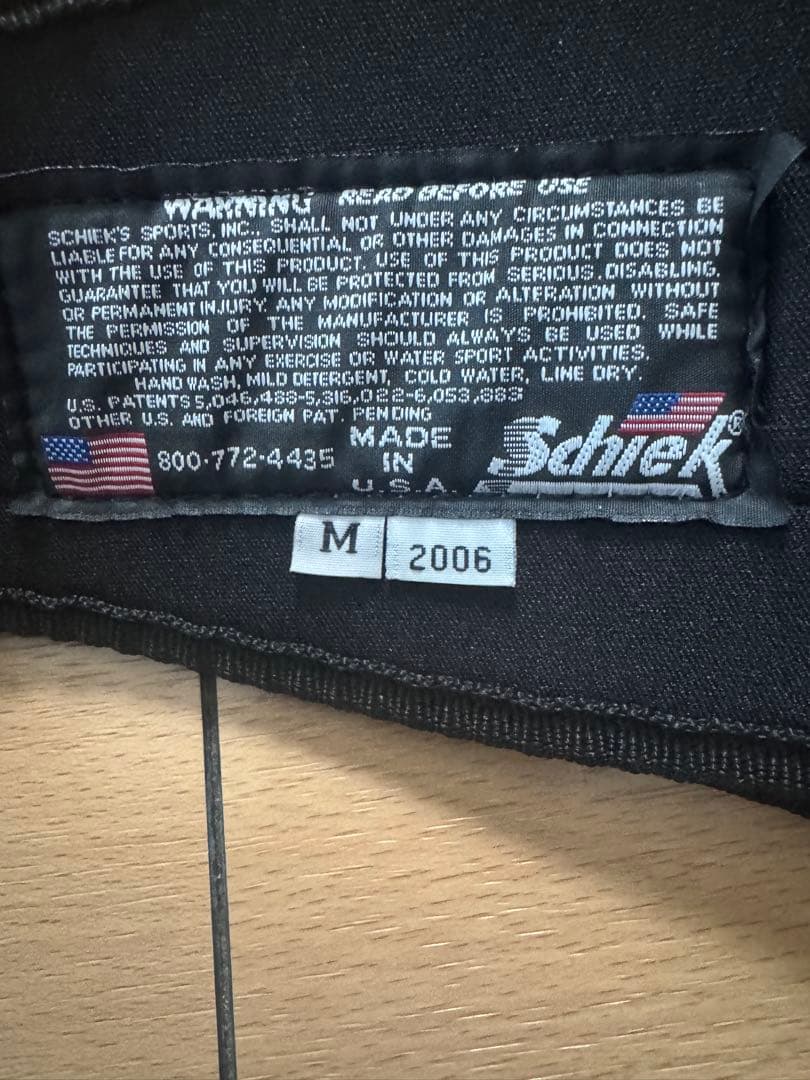 WARNING READ BEFORE USE
SCHIEK'S SPORTS, INC., SHALL NOT UNDER ANY CIRCUMSTANCES BE
LIABLE FOR ANY CONSEQUENTIAL OR OTHER DAMAGES IN CONNECTION
WITH THE USE OF THIS PRODUCT. USE OF THIS PRODUCT DOES NOT
GUARANTEE THAT YOU WILL BE PROTECTED FROM SERIOUS. DISABLING,
OR PERMANENT INJURY ANY MODIFICATION OR ALTERATION WITHOUT
THE PERMISSION OF THE MANUFACTURER IS PROHIBITED. SAFE
TECHNIQUES AND SUPERVISION SHOULD ALWAYS BE USED WHILE
PARTICIPATING IN ANY EXERCISE OR WATER SPORT ACTIVITIES.
HAND WASH, MILD DETERGENT, COLD WATER, LINE DRY.
U.S. PATENTS 5,046,488-5,316,022-6,053,883
OTHER U.S. AND FOREIGN PAT. PENDING
800-772-4435
MADE
IN
U.S.A.
Schiek®
M
2006